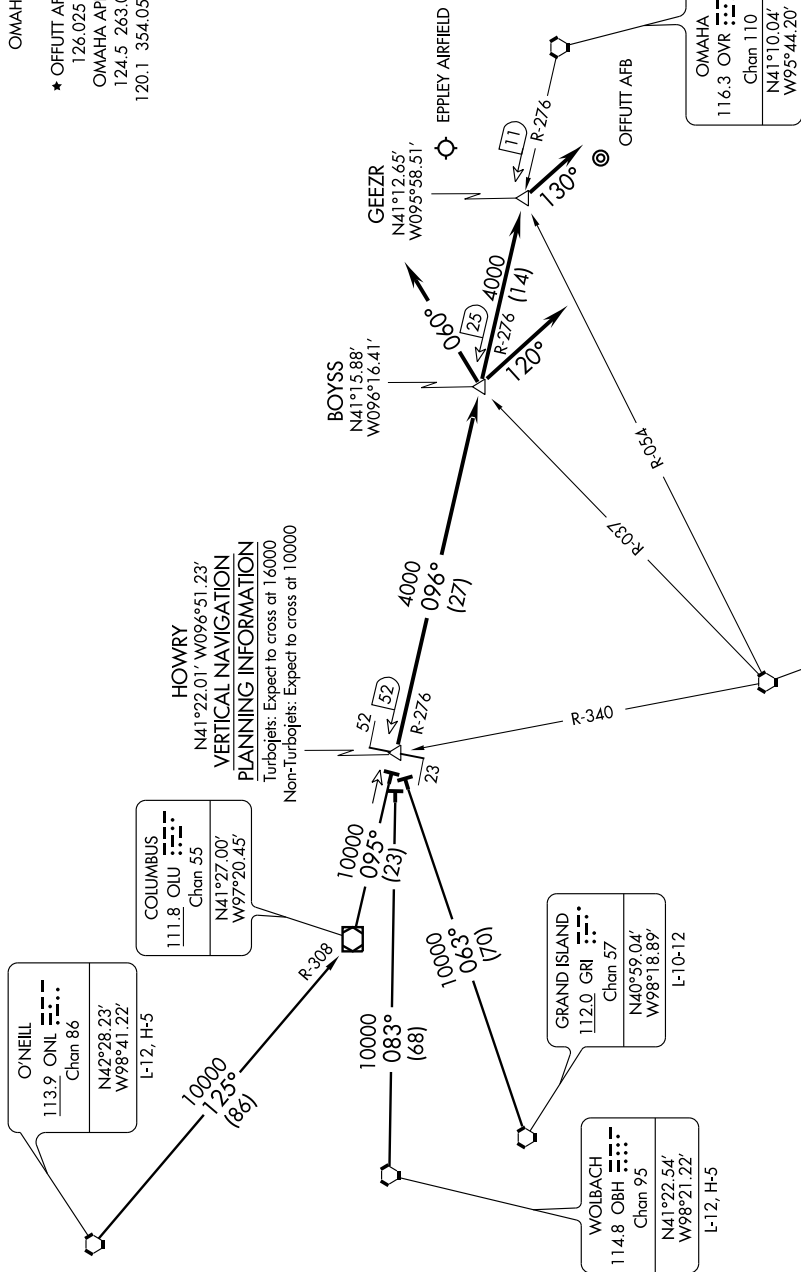 OMAH
★ OFFUTT AP
126.025
OMAHA APP
124.5 263.0
120.1 354.05
O'NEILL
113.9 ONL
Chan 86
N42°28.23′
W98°41.22′
L-12, H-5
10000
125°
(86)
R-308
COLUMBUS
111.8 OLU
Chan 55
N41°27.00′
W97°20.45′
10000
095°
(23)
HOWRY
N41°22.01′ W096°51.23′
VERTICAL NAVIGATION
PLANNING INFORMATION
Turbojets: Expect to cross at 16000
Non-Turbojets: Expect to cross at 10000
52
23
52
R-276
4000
096°
(27)
BOYSS
N41°15.88′
W096°16.41′
060°
25
R-276
4000
(14)
120°
GEEZR
N41°12.65′
W095°58.51′
130°
11
R-276
EPPLEY AIRFIELD
OFFUTT AFB
OMAHA
116.3 OVR
Chan 110
N41°10.04′
W95°44.20′
10000
083°
(68)
10000
063°
(70)
WOLBACH
114.8 OBH
Chan 95
N41°22.54′
W98°21.22′
L-12, H-5
GRAND ISLAND
112.0 GRI
Chan 57
N40°59.04′
W98°18.89′
L-10-12
R-340
R-037
R-054